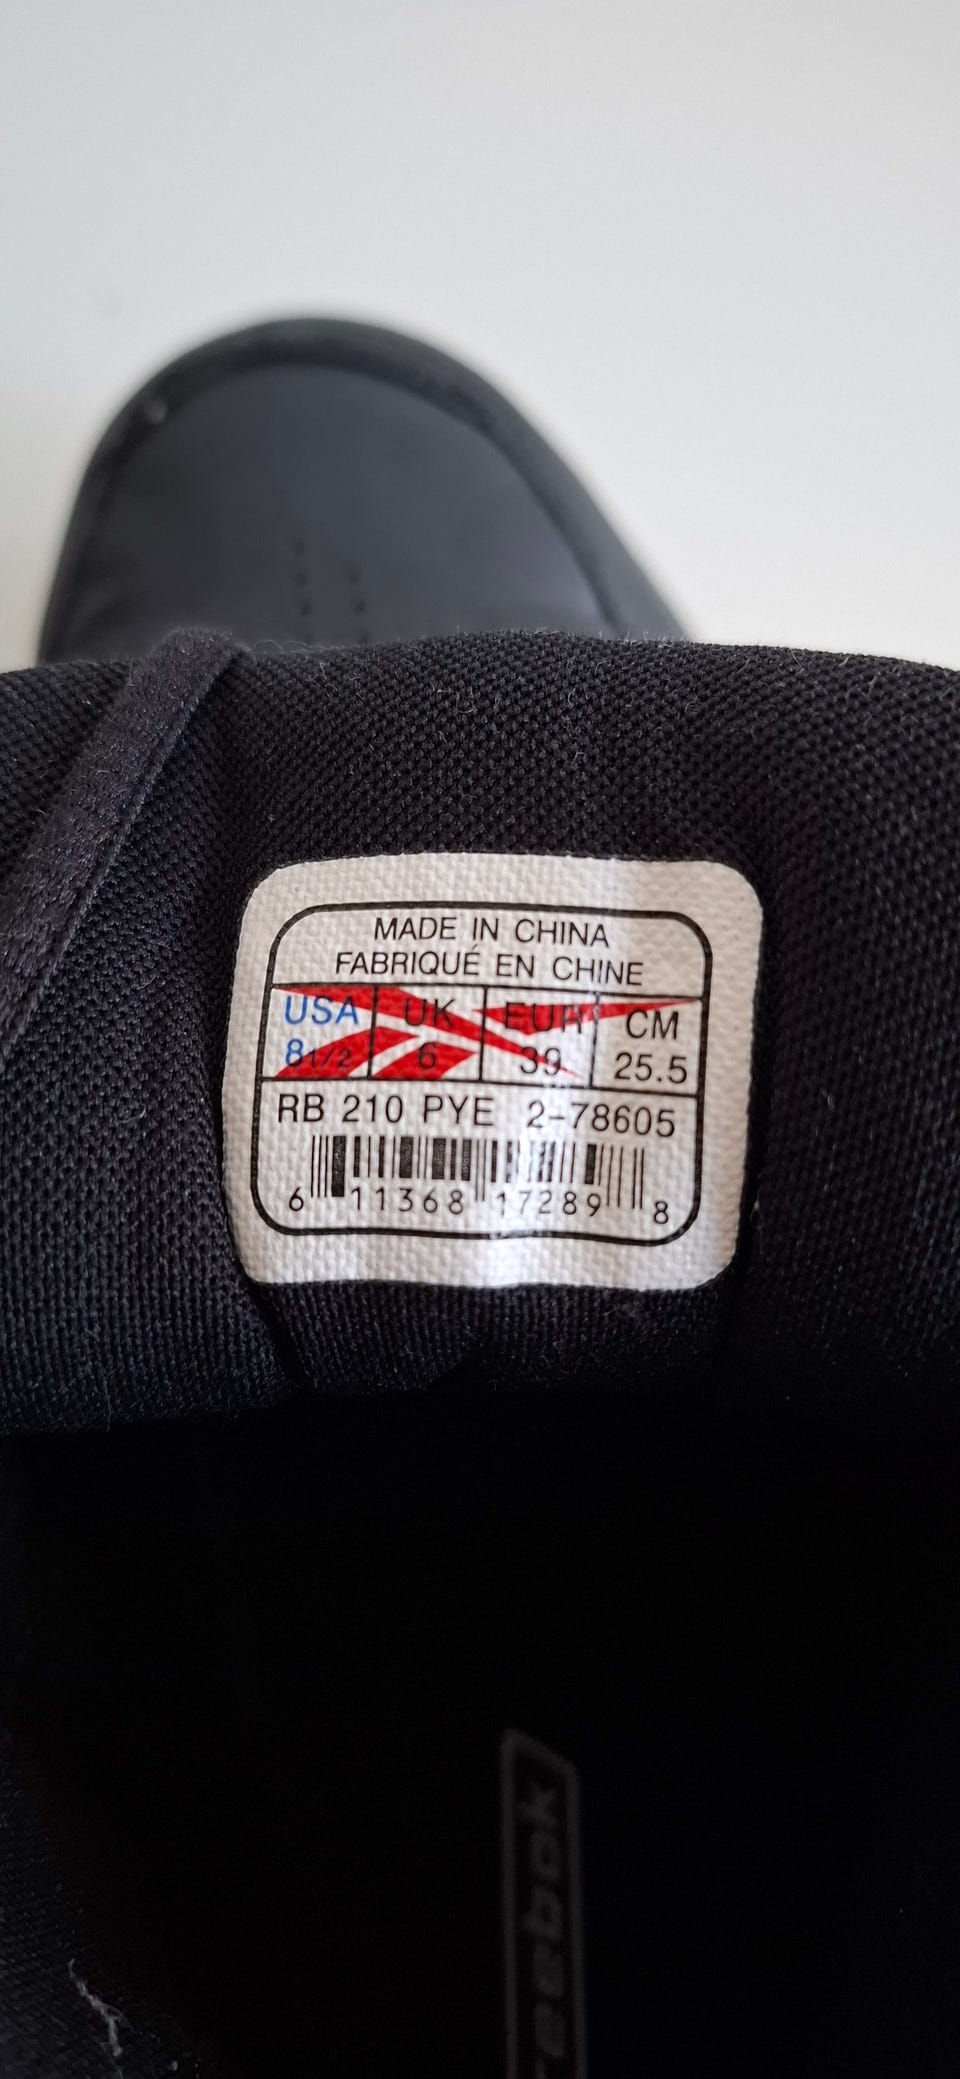 MADE IN CHINA
FABRIQUÉ EN CHINE
USA UK EUR CM
8 1/2 6 39 25.5
RB 210 PYE 2-78605
6 11368 17289 8
reebok